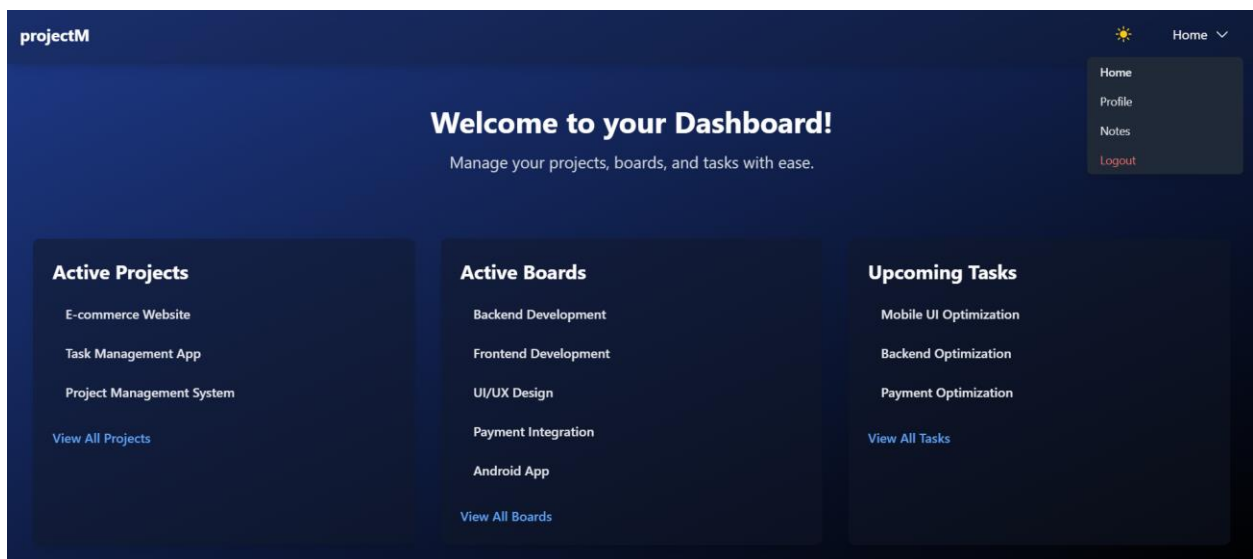 projectM
Home
Home
Profile
Notes
Logout
Welcome to your Dashboard!
Manage your projects, boards, and tasks with ease.
Active Projects
E-commerce Website
Task Management App
Project Management System
View All Projects
Active Boards
Backend Development
Frontend Development
UI/UX Design
Payment Integration
Android App
View All Boards
Upcoming Tasks
Mobile UI Optimization
Backend Optimization
Payment Optimization
View All Tasks